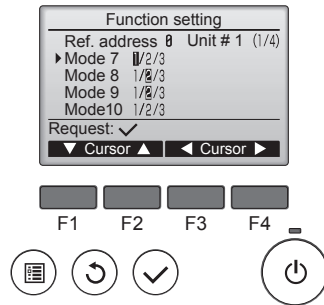 Function setting
Ref. address 0 Unit # 1 (1/4)
Mode 7 1/2/3
Mode 8 1/2/3
Mode 9 1/2/3
Mode10 1/2/3
Request: ✓
▼ Cursor ▲ ◀ Cursor ▶
F1 F2 F3 F4